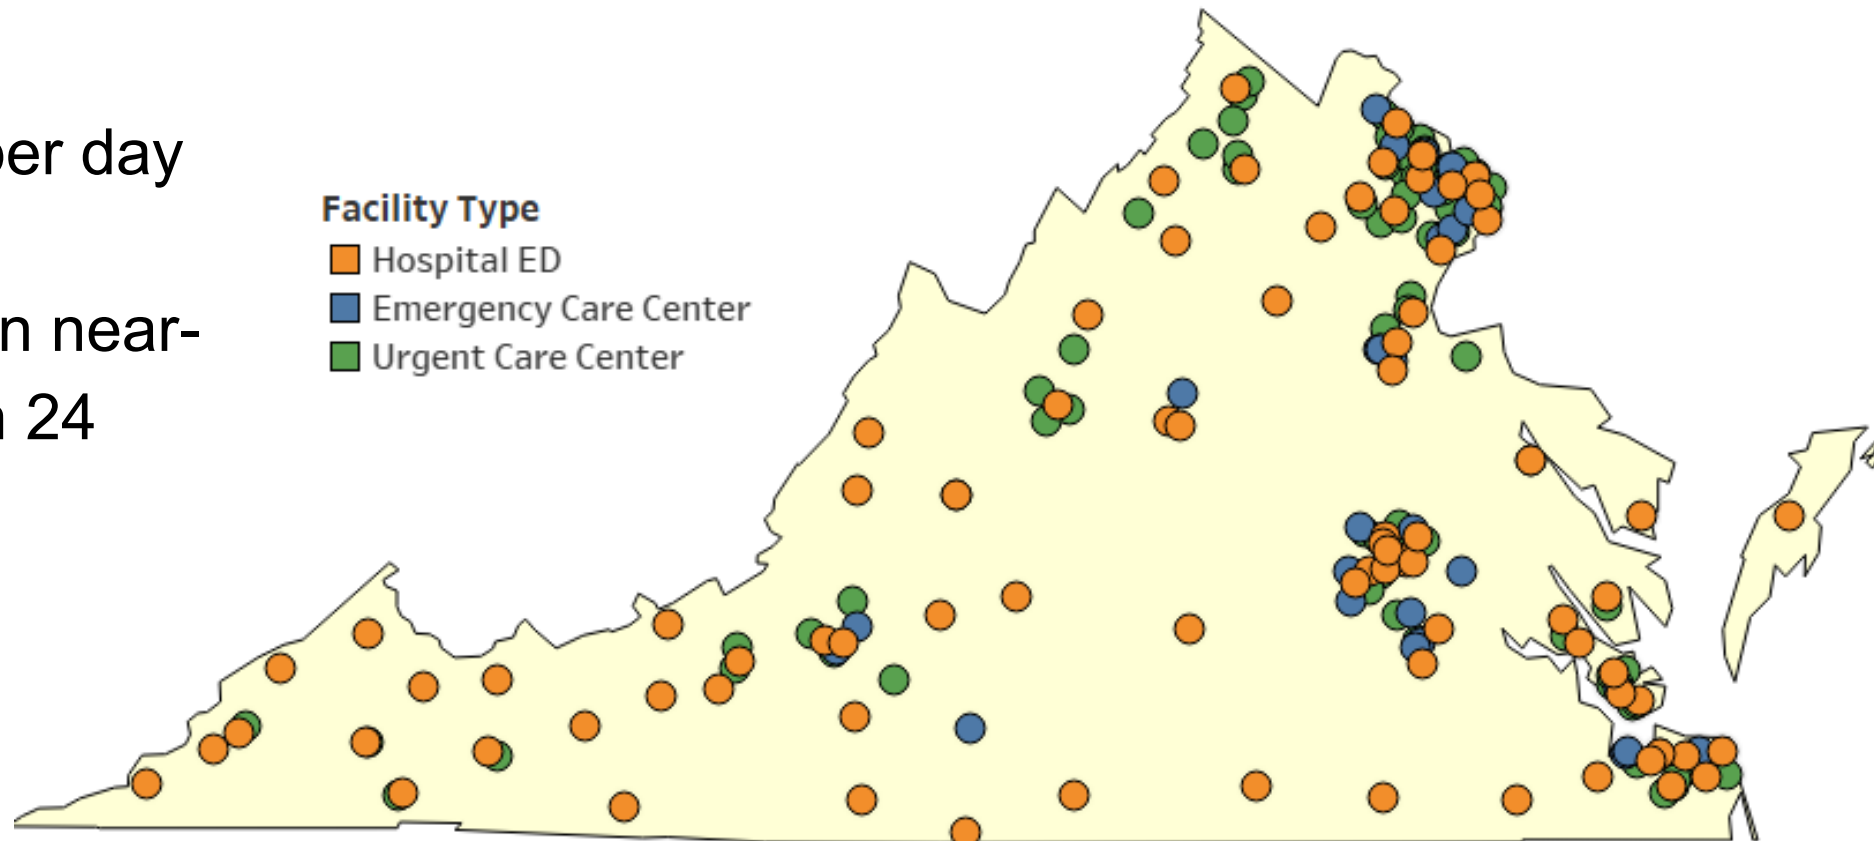 per day
n near-
24
Facility Type
Hospital ED
Emergency Care Center
Urgent Care Center